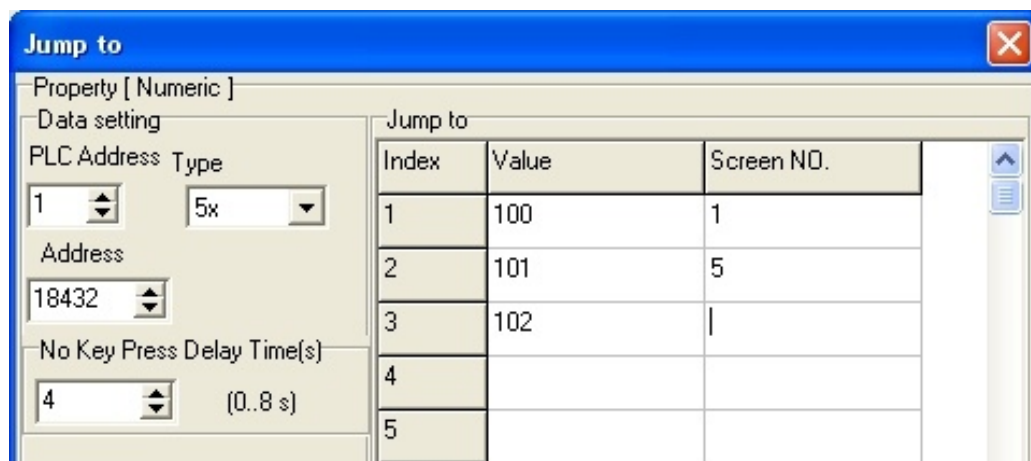 Jump to
Property [ Numeric ]
Data setting
PLC Address Type
1 5x
Address
18432
No Key Press Delay Time(s)
4 (0..8 s)
Jump to
Index Value Screen NO.
1 100 1
2 101 5
3 102
4
5